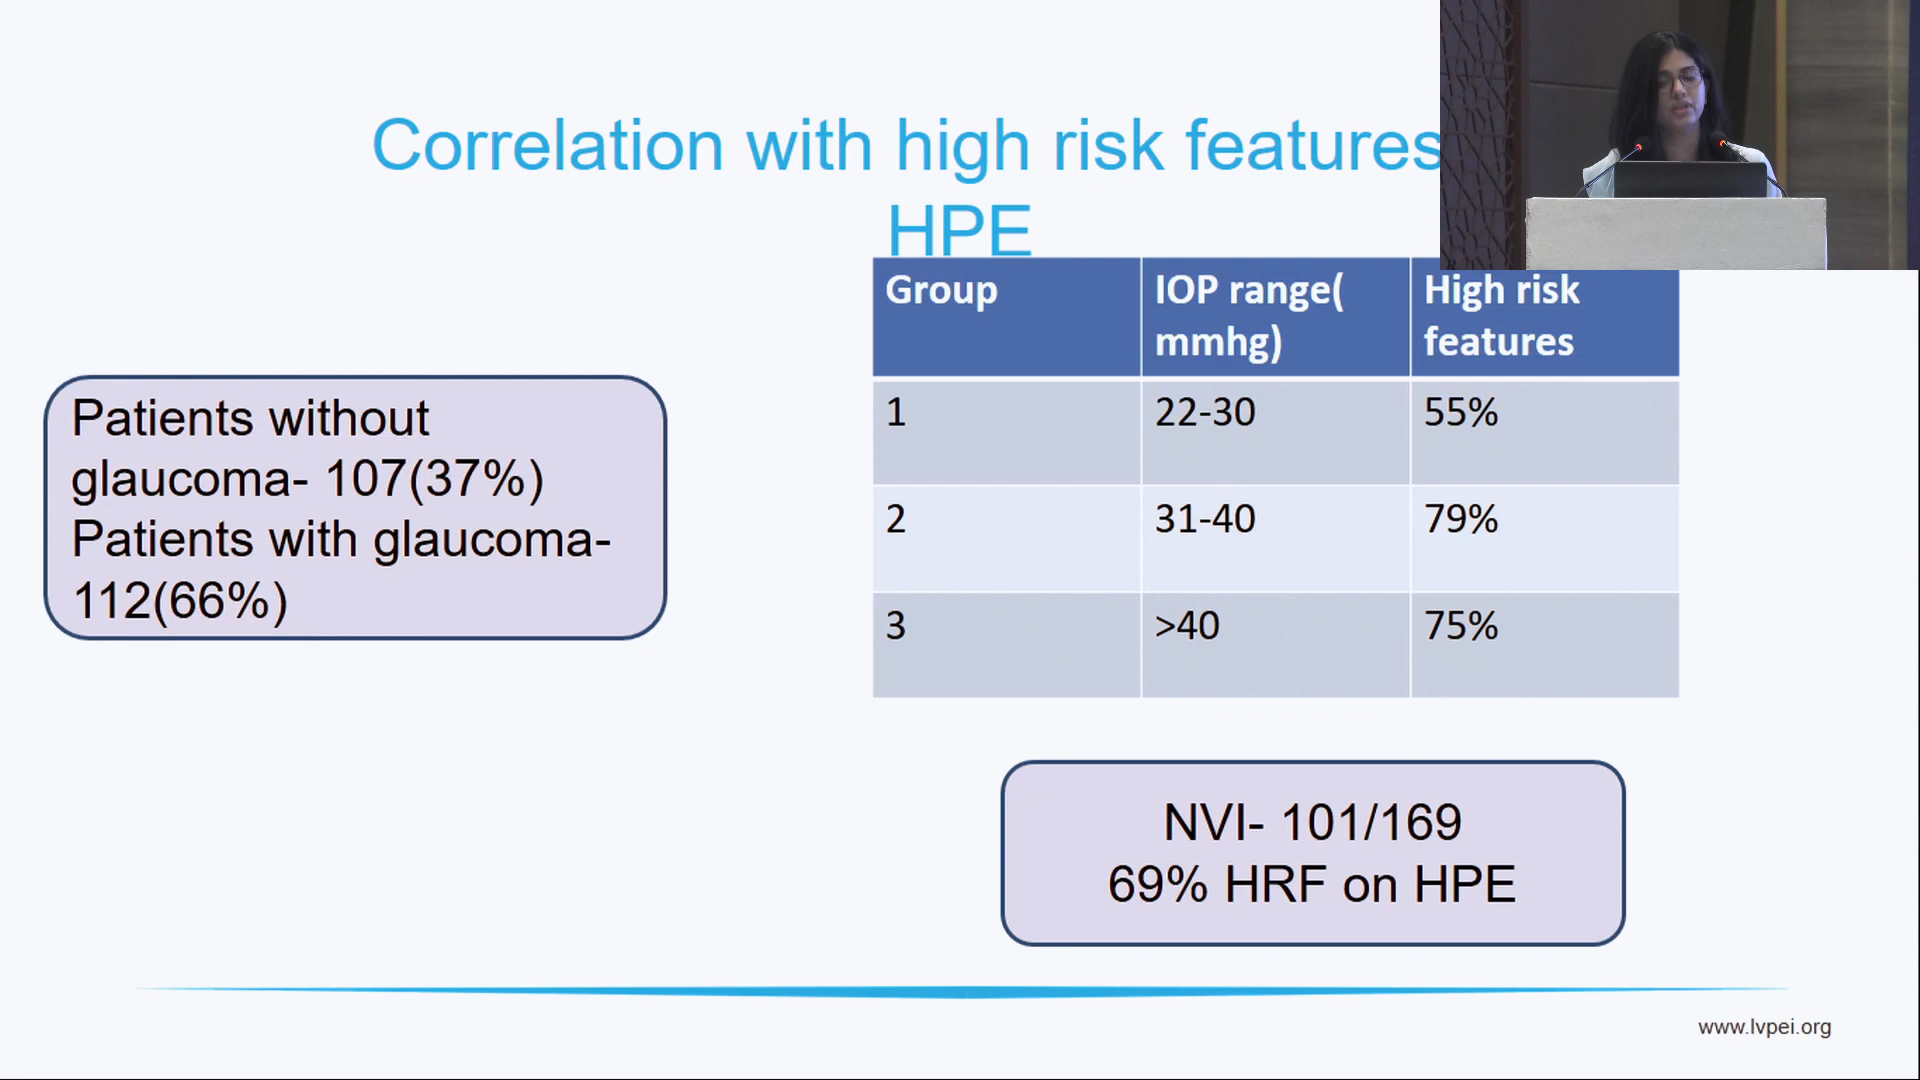 Correlation with high risk features
HPE
Patients without
glaucoma- 107(37%)
Patients with glaucoma-
112(66%)
Group IOP range( High risk
mmhg) features
1 22-30 55%
2 31-40 79%
3 >40 75%
NVI- 101/169
69% HRF on HPE
www.lvpei.org